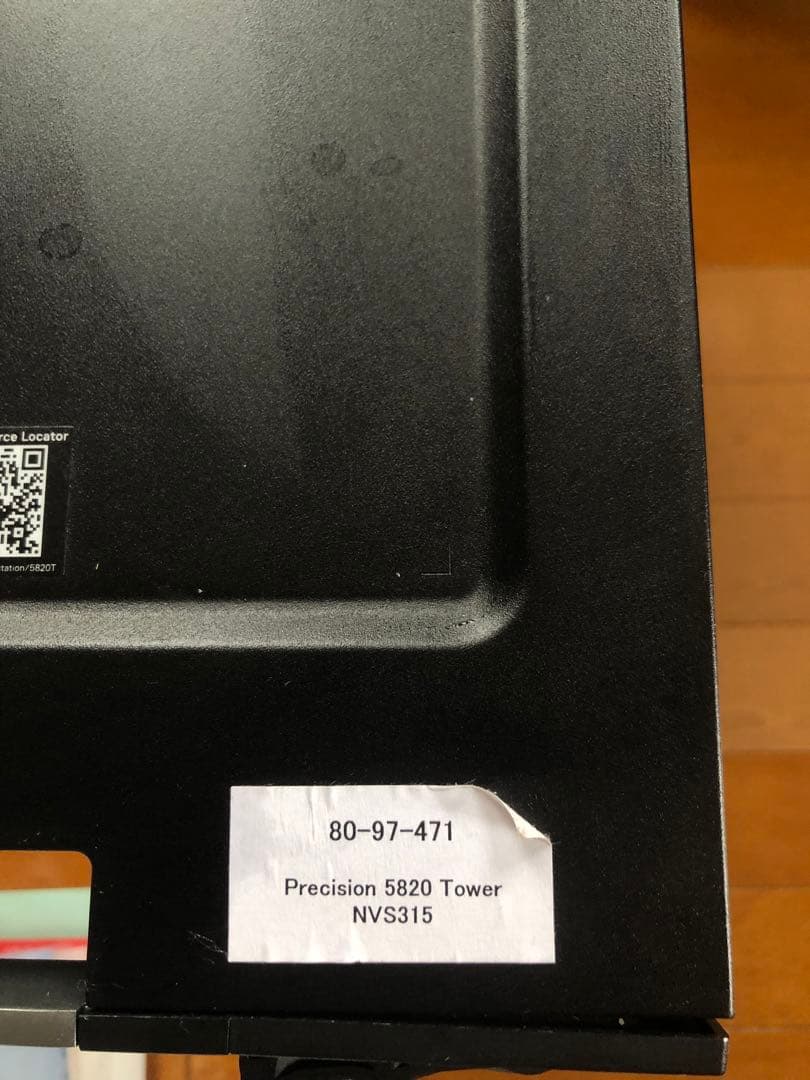 rce Locator
tation/5820T
80-97-471
Precision 5820 Tower
NVS315